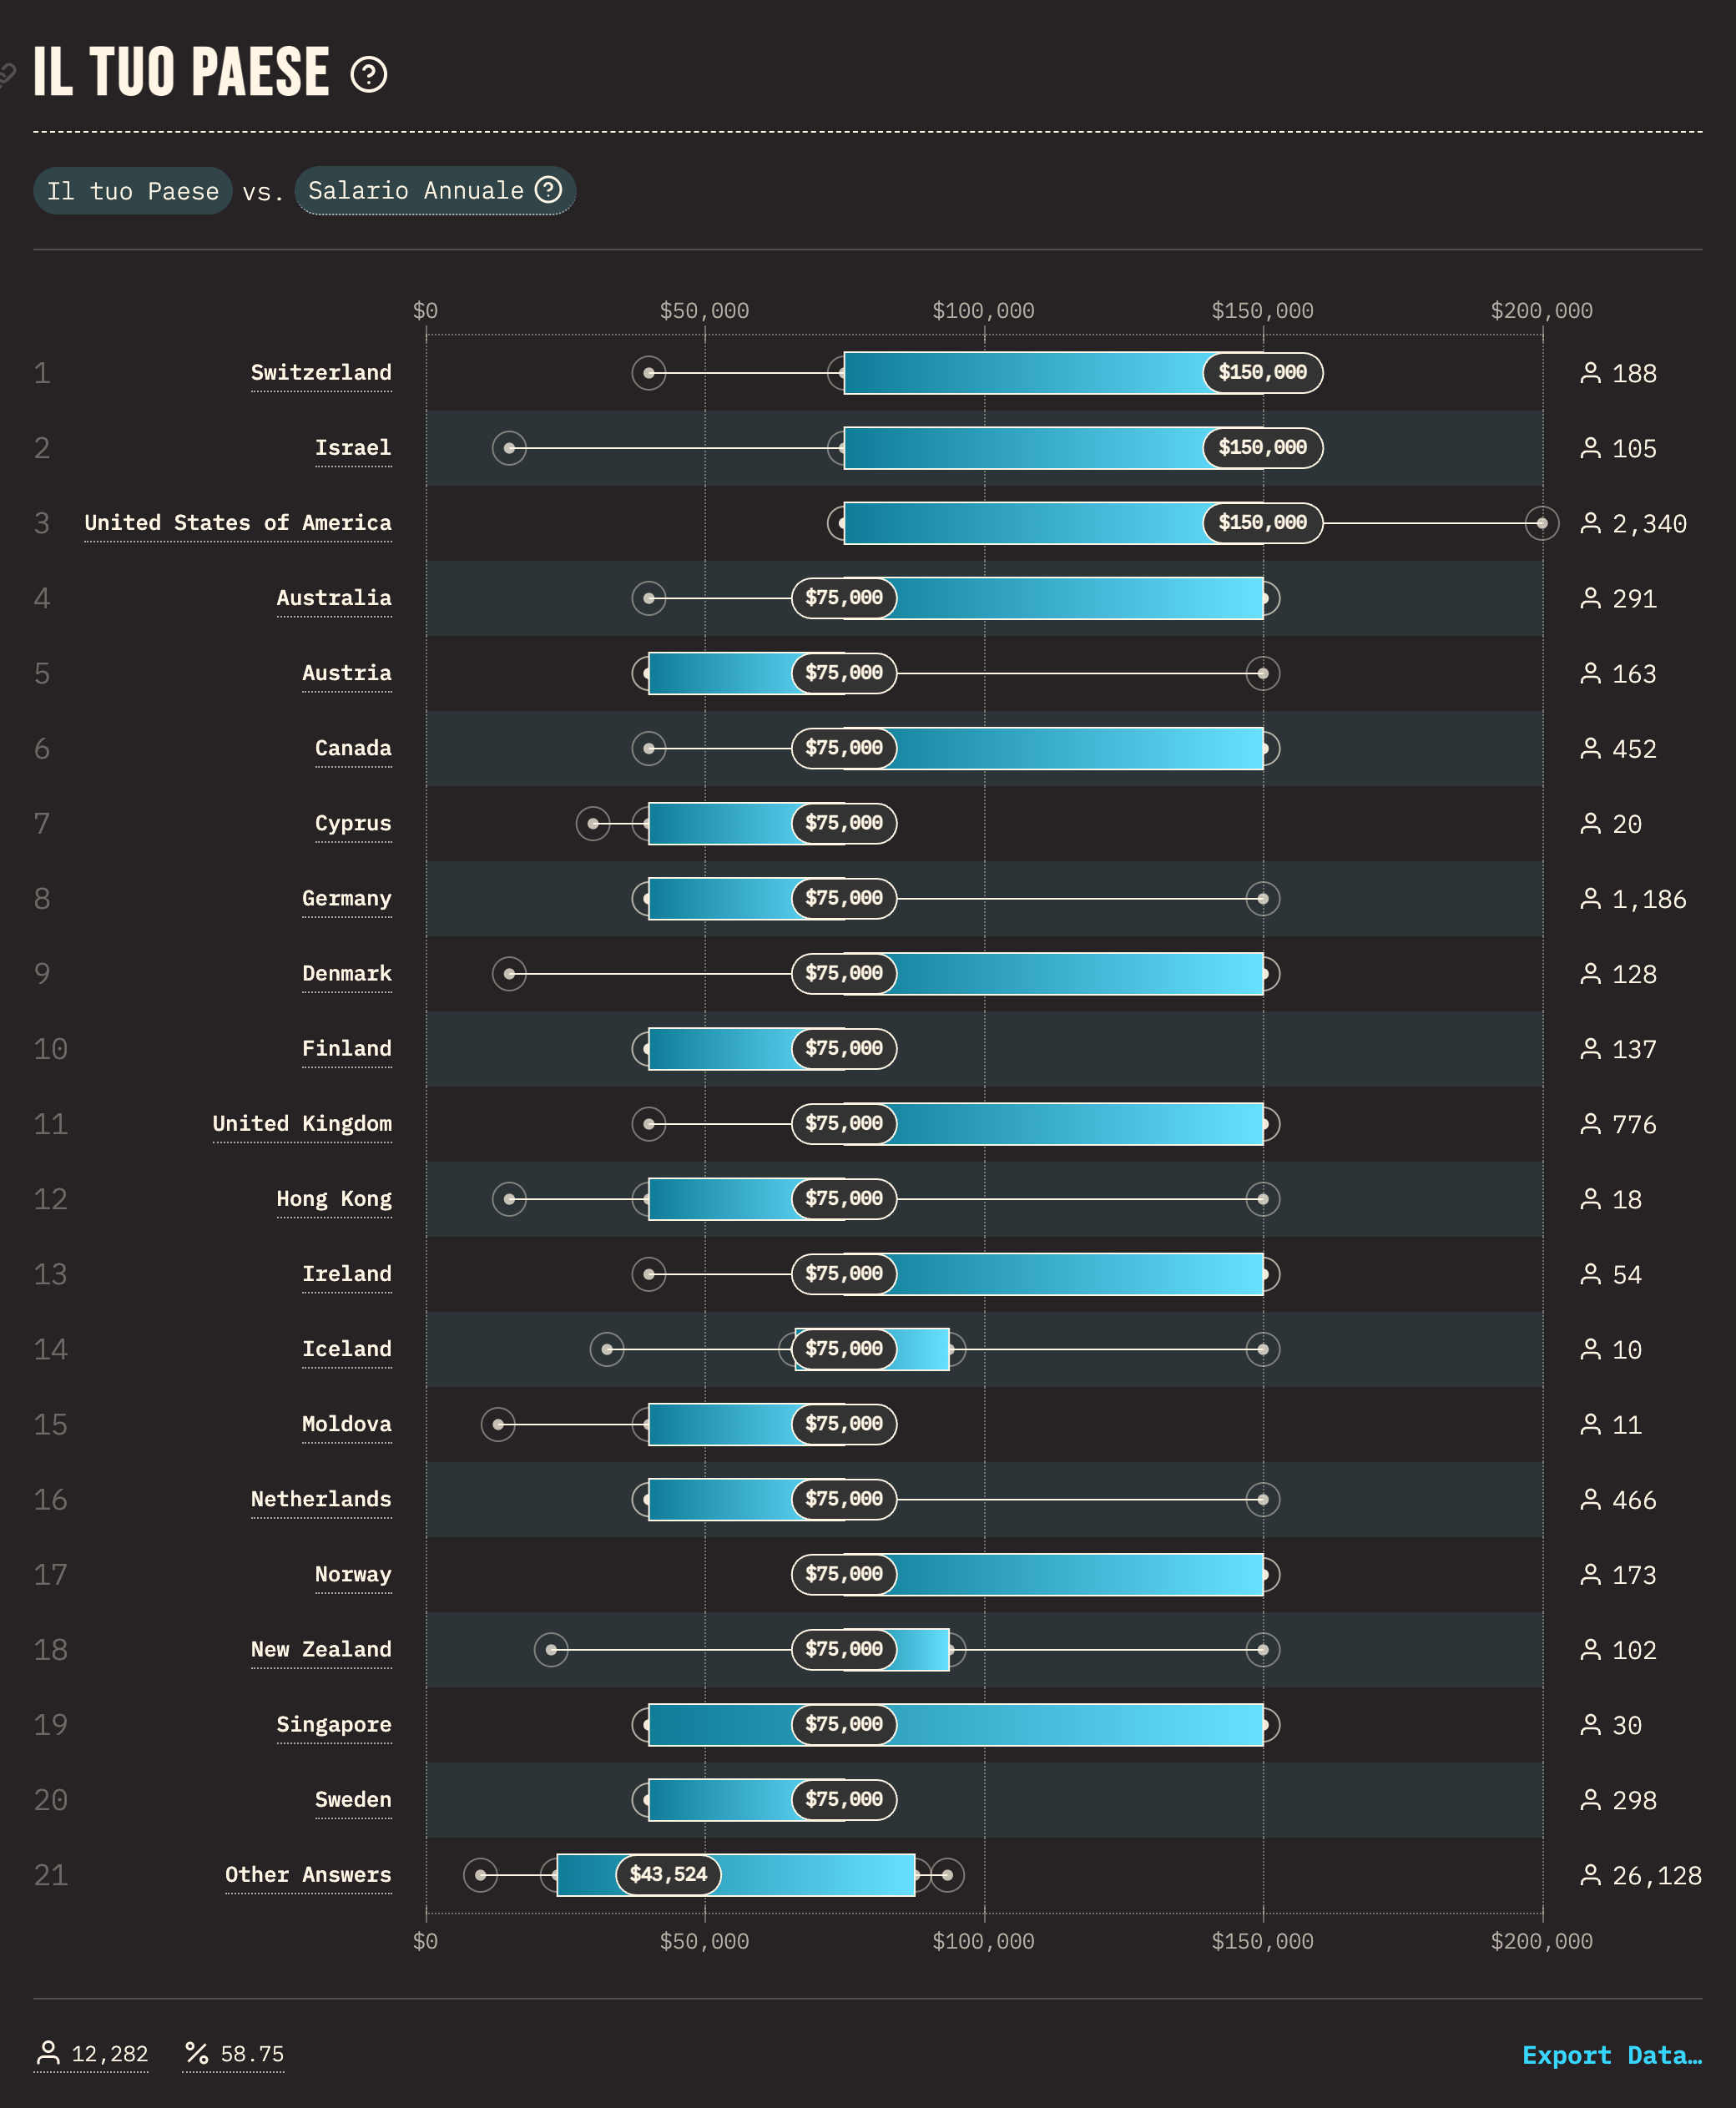 IL TUO PAESE ?
Il tuo Paese vs. Salario Annuale ?
$0 $50,000 $100,000 $150,000 $200,000
1 Switzerland $150,000 188
2 Israel $150,000 105
3 United States of America $150,000 2,340
4 Australia $75,000 291
5 Austria $75,000 163
6 Canada $75,000 452
7 Cyprus $75,000 20
8 Germany $75,000 1,186
9 Denmark $75,000 128
10 Finland $75,000 137
11 United Kingdom $75,000 776
12 Hong Kong $75,000 18
13 Ireland $75,000 54
14 Iceland $75,000 10
15 Moldova $75,000 11
16 Netherlands $75,000 466
17 Norway $75,000 173
18 New Zealand $75,000 102
19 Singapore $75,000 30
20 Sweden $75,000 298
21 Other Answers $43,524 26,128
$0 $50,000 $100,000 $150,000 $200,000
12,282 % 58.75 Export Data…